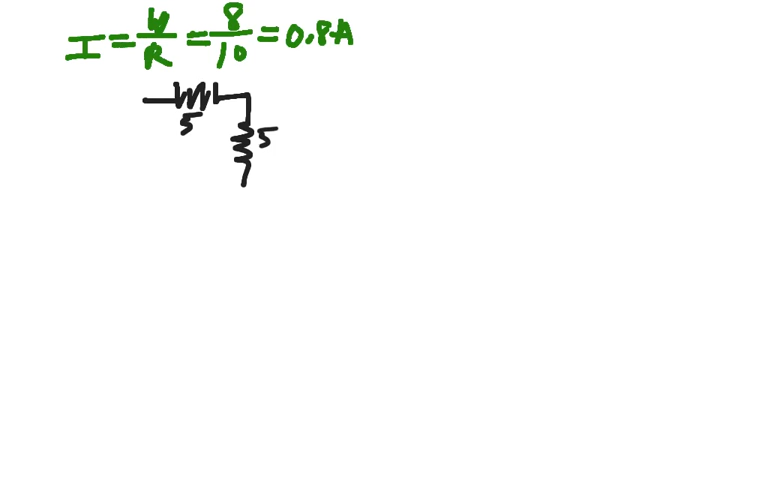 I = W/R = 8/10 = 0.8A
5
5